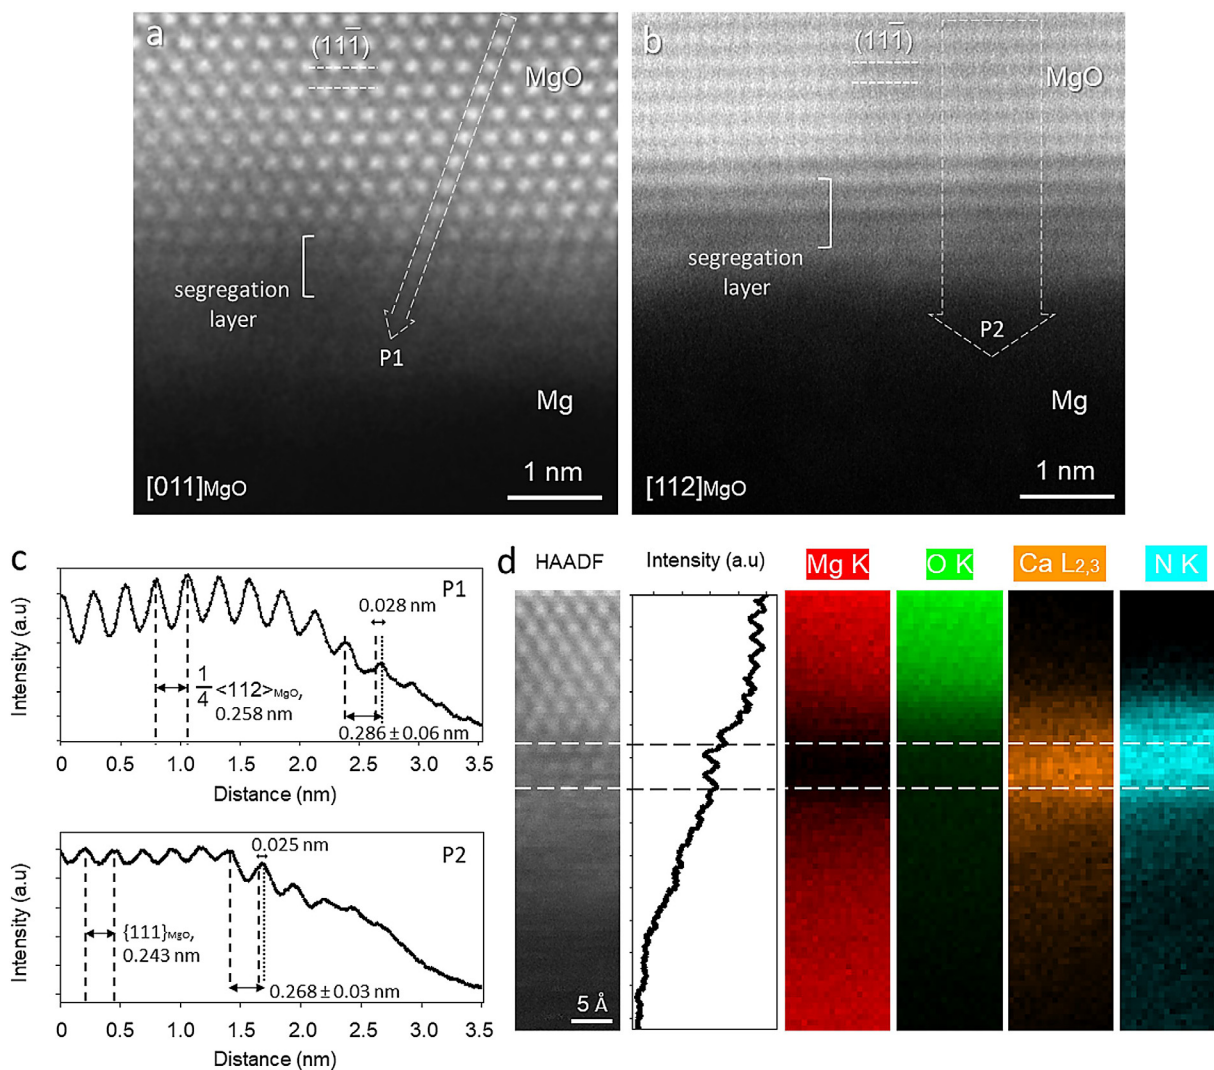 a
(11̅1̅)
MgO
segregation
layer
P1
Mg
[011]MgO
1 nm
b
(11̅1̅)
MgO
segregation
layer
P2
Mg
[112]MgO
1 nm
c
P1
Intensity (a.u)
0.028 nm
1/4 <112>MgO,
0.258 nm
0.286 ± 0.06 nm
0 0.5 1.0 1.5 2.0 2.5 3.0 3.5
Distance (nm)
P2
Intensity (a.u)
0.025 nm
{111}MgO,
0.243 nm
0.268 ± 0.03 nm
0 0.5 1.0 1.5 2.0 2.5 3.0 3.5
Distance (nm)
d
HAADF
Intensity (a.u)
Mg K
O K
Ca L2,3
N K
5 Å